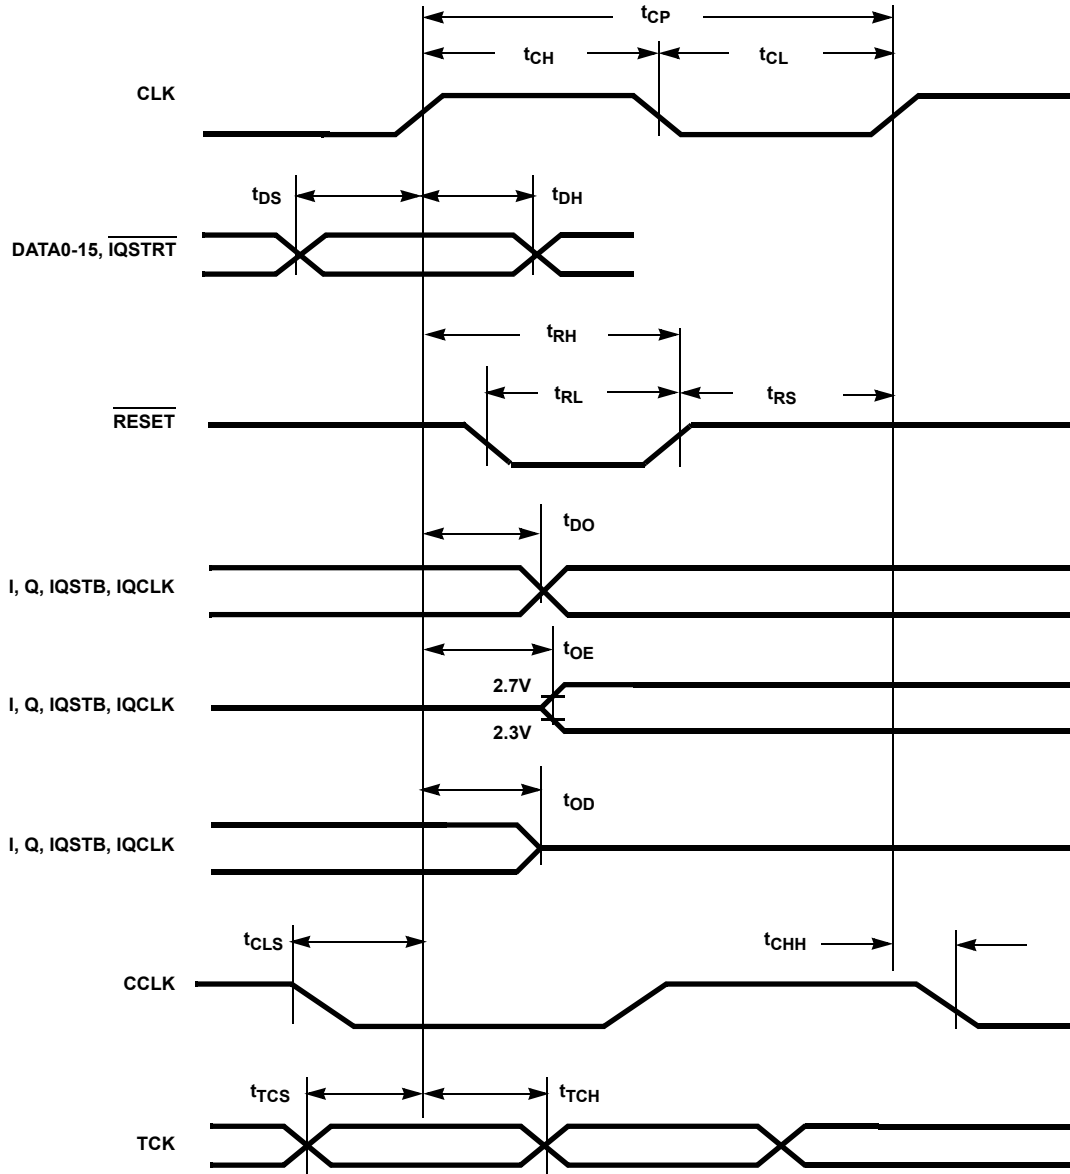 tCP
tCH
tCL
CLK
tDS
tDH
DATA0-15, IQSTRT
tRH
tRL
tRS
RESET
tDO
I, Q, IQSTB, IQCLK
tOE
2.7V
I, Q, IQSTB, IQCLK
2.3V
tOD
I, Q, IQSTB, IQCLK
tCLS
tCHH
CCLK
tTCS
tTCH
TCK